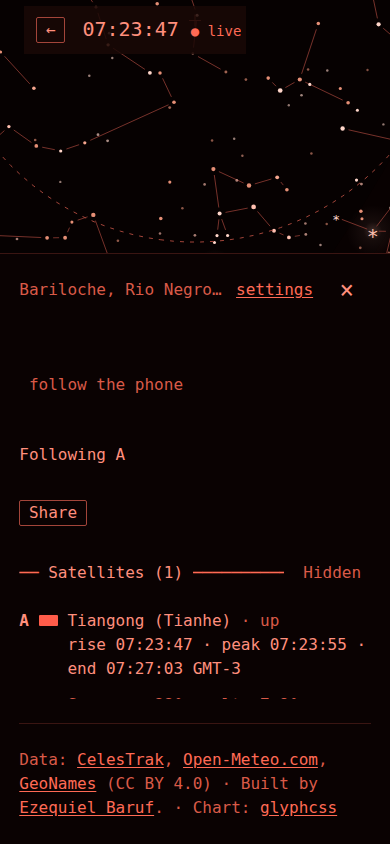 ← 07:23:47 ● live
Bariloche, Rio Negro… settings ×
follow the phone
Following A
Share
Satellites (1) Hidden
A Tiangong (Tianhe) · up
rise 07:23:47 · peak 07:23:55 ·
end 07:27:03 GMT-3
Data: CelesTrak, Open-Meteo.com,
GeoNames (CC BY 4.0) · Built by
Ezequiel Baruf. · Chart: glyphcss